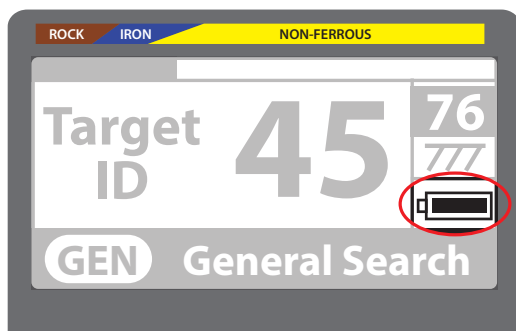 ROCK IRON NON-FERROUS
Target ID 45 76
GEN General Search